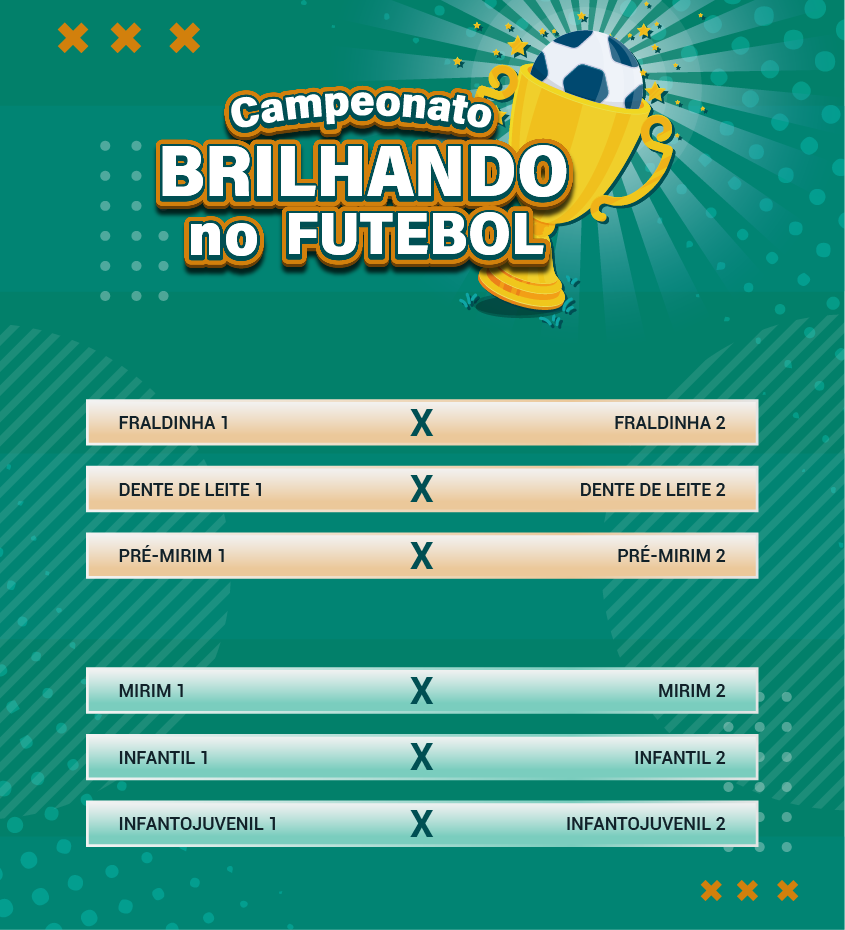 Campeonato
BRILHANDO
no FUTEBOL
FRALDINHA 1 X FRALDINHA 2
DENTE DE LEITE 1 X DENTE DE LEITE 2
PRÉ-MIRIM 1 X PRÉ-MIRIM 2
MIRIM 1 X MIRIM 2
INFANTIL 1 X INFANTIL 2
INFANTOJUVENIL 1 X INFANTOJUVENIL 2